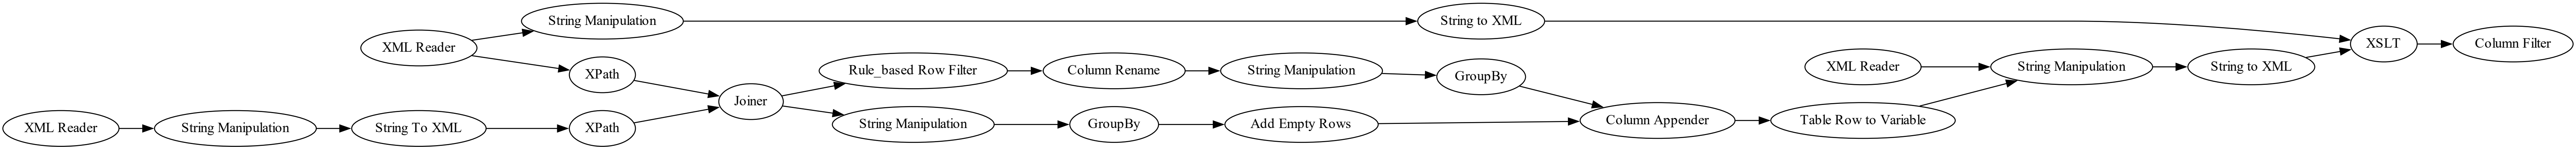 String Manipulation
String to XML
XML Reader
XSLT
Column Filter
XPath
Rule_based Row Filter
Column Rename
String Manipulation
GroupBy
XML Reader
String Manipulation
String to XML
Joiner
XML Reader
String Manipulation
String To XML
XPath
String Manipulation
GroupBy
Add Empty Rows
Column Appender
Table Row to Variable